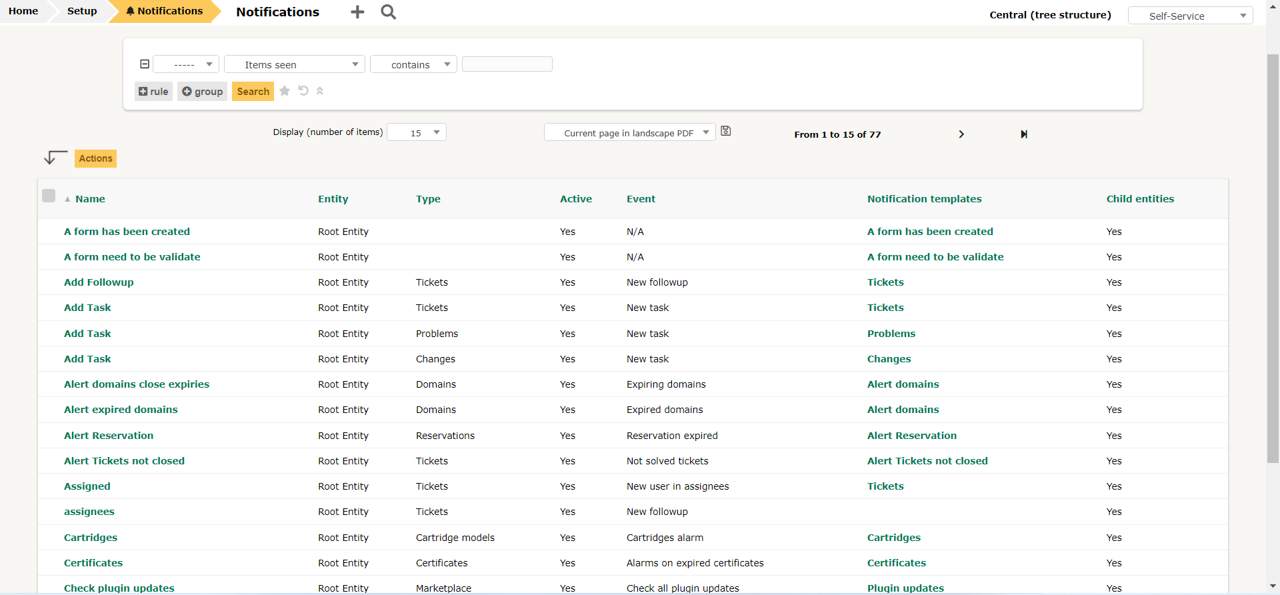 Home Setup Notifications Notifications
Central (tree structure) Self-Service
----- Items seen contains
rule group Search
Display (number of items) 15 Current page in landscape PDF From 1 to 15 of 77
Actions
Name Entity Type Active Event Notification templates Child entities
A form has been created Root Entity Yes N/A A form has been created Yes
A form need to be validate Root Entity Yes N/A A form need to be validate Yes
Add Followup Root Entity Tickets Yes New followup Tickets Yes
Add Task Root Entity Tickets Yes New task Tickets Yes
Add Task Root Entity Problems Yes New task Problems Yes
Add Task Root Entity Changes Yes New task Changes Yes
Alert domains close expiries Root Entity Domains Yes Expiring domains Alert domains Yes
Alert expired domains Root Entity Domains Yes Expired domains Alert domains Yes
Alert Reservation Root Entity Reservations Yes Reservation expired Alert Reservation Yes
Alert Tickets not closed Root Entity Tickets Yes Not solved tickets Alert Tickets not closed Yes
Assigned Root Entity Tickets Yes New user in assignees Tickets Yes
assignees Root Entity Tickets Yes New followup Yes
Cartridges Root Entity Cartridge models Yes Cartridges alarm Cartridges Yes
Certificates Root Entity Certificates Yes Alarms on expired certificates Certificates Yes
Check plugin updates Root Entity Marketplace Yes Check all plugin updates Plugin updates Yes